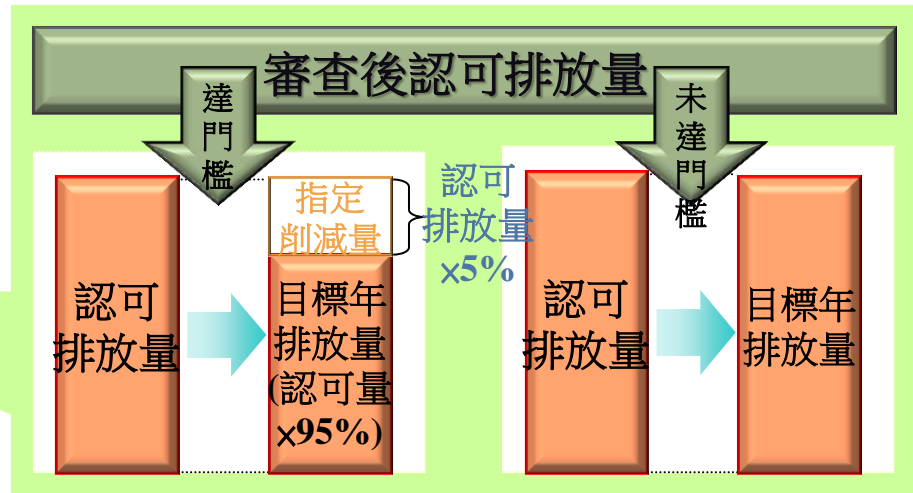 審查後認可排放量
達
門
檻
未
達
門
檻
認可
排放量
指定
削減量
目標年
排放量
(認可量
×95%)
認可
排放量
×5%
認可
排放量
目標年
排放量